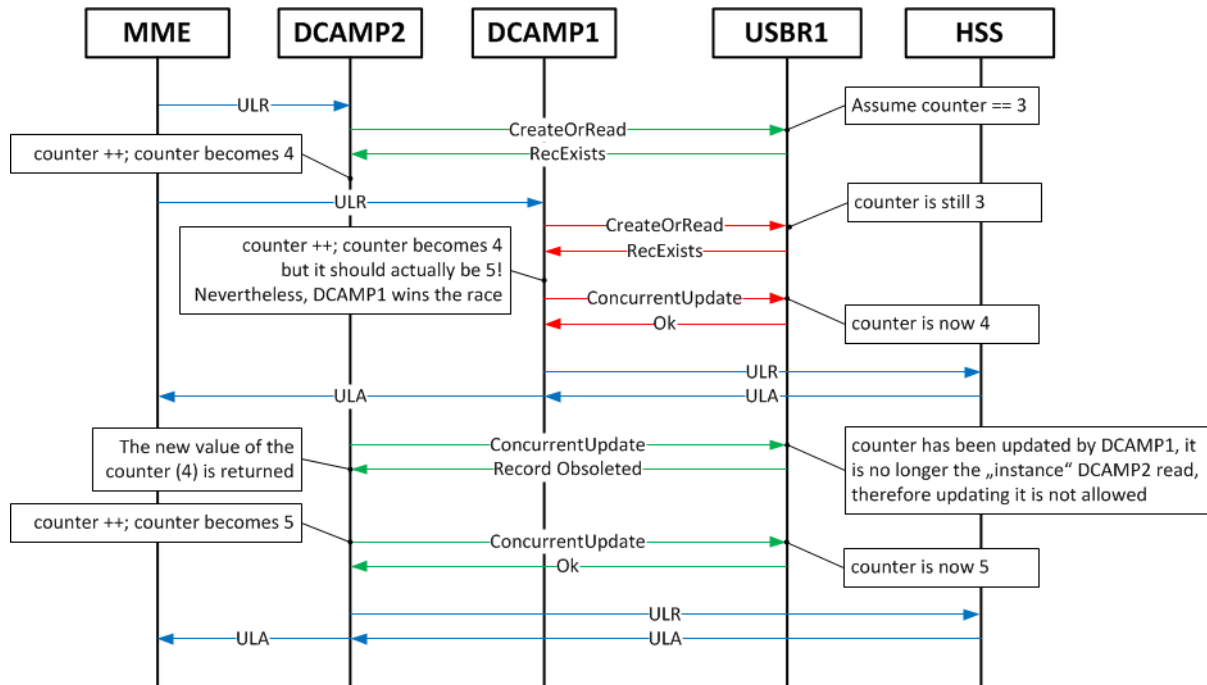 MME
DCAMP2
DCAMP1
USBR1
HSS
ULR
Assume counter == 3
CreateOrRead
RecExists
counter ++; counter becomes 4
ULR
counter is still 3
CreateOrRead
RecExists
counter ++; counter becomes 4
but it should actually be 5!
Nevertheless, DCAMP1 wins the race
ConcurrentUpdate
Ok
counter is now 4
ULR
ULA
ULA
The new value of the
counter (4) is returned
ConcurrentUpdate
Record Obsoleted
counter has been updated by DCAMP1, it
is no longer the „instance“ DCAMP2 read,
therefore updating it is not allowed
counter ++; counter becomes 5
ConcurrentUpdate
Ok
counter is now 5
ULR
ULA
ULA